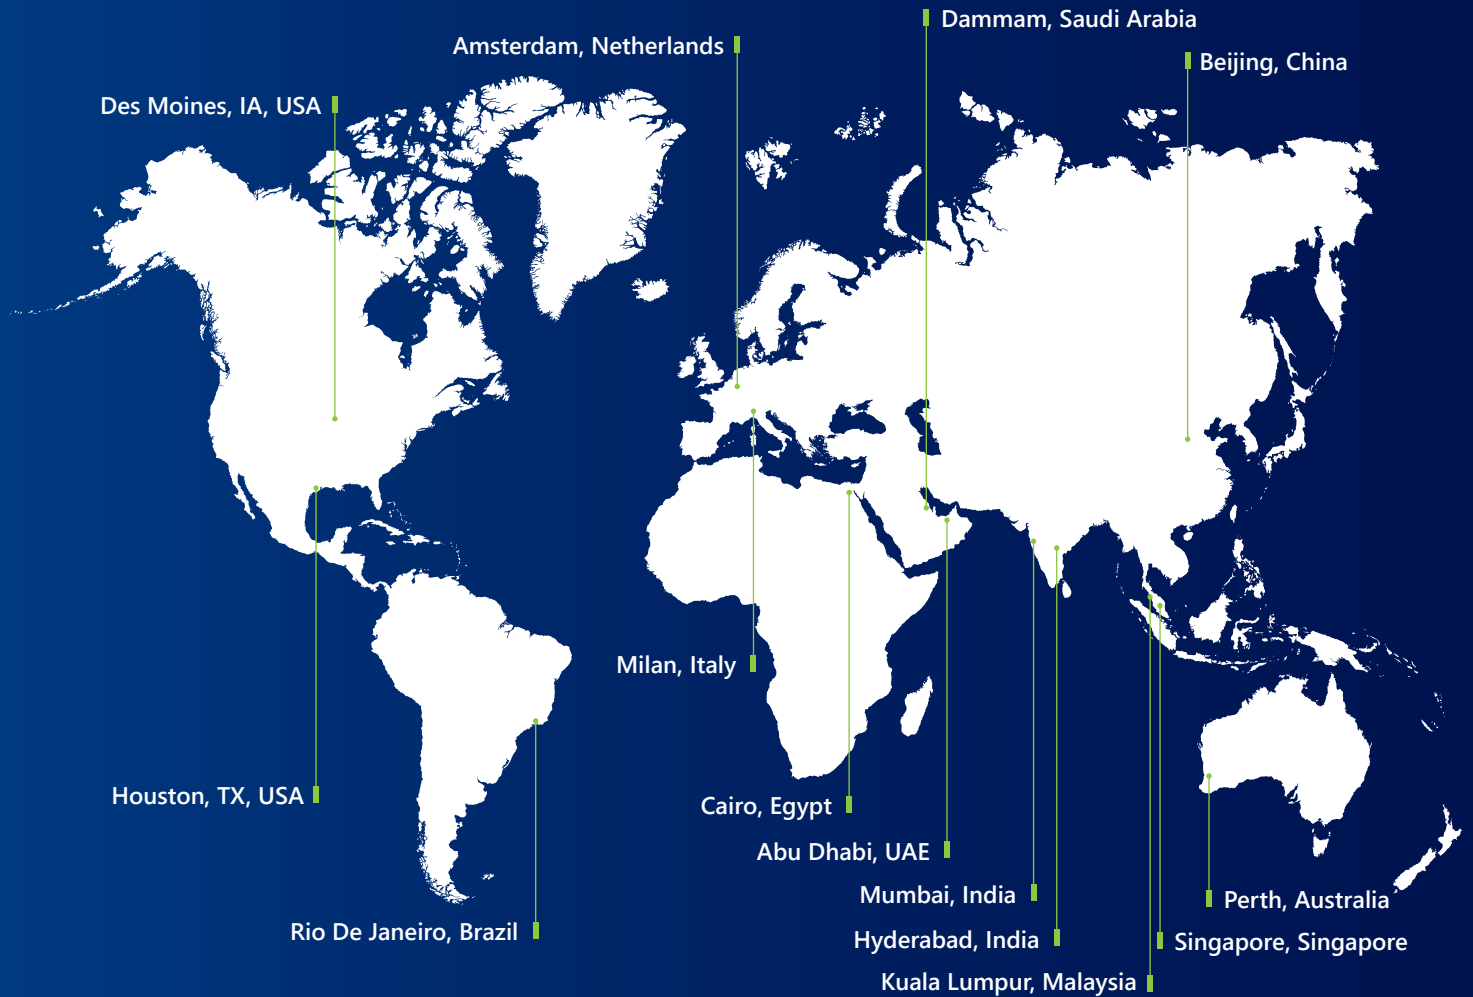 Dammam, Saudi Arabia
Amsterdam, Netherlands
Beijing, China
Des Moines, IA, USA
Milan, Italy
Houston, TX, USA
Cairo, Egypt
Abu Dhabi, UAE
Mumbai, India
Perth, Australia
Rio De Janeiro, Brazil
Hyderabad, India
Singapore, Singapore
Kuala Lumpur, Malaysia